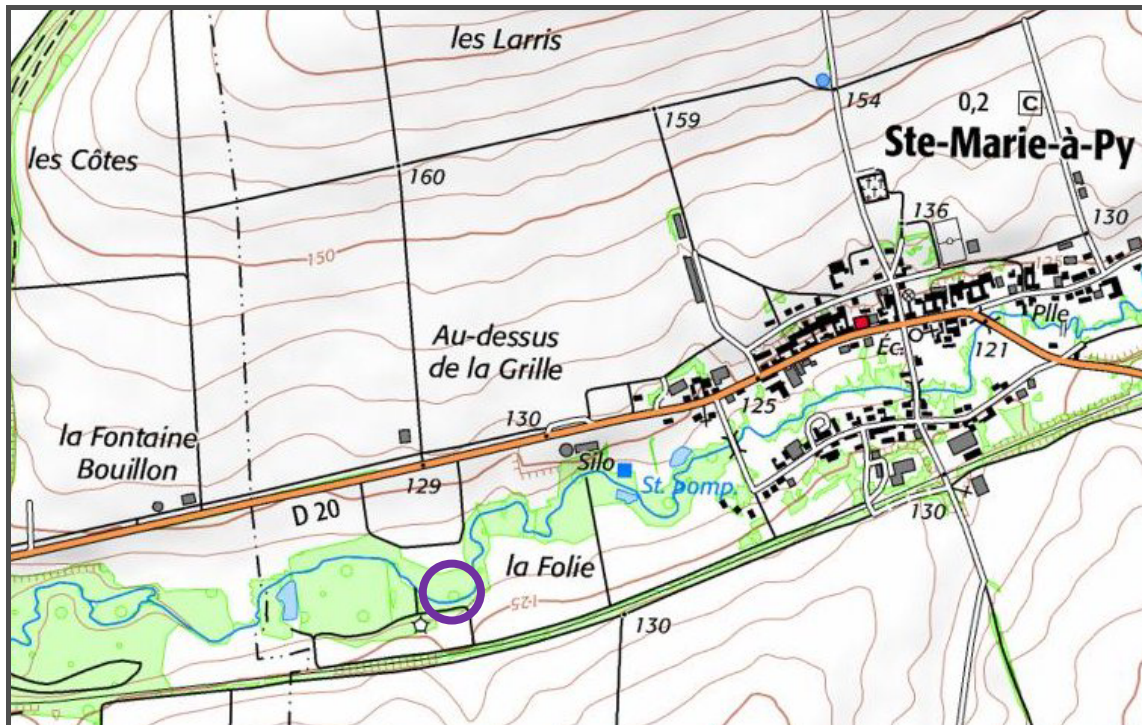 les Larris
154
0,2
C
159
Ste-Marie-à-Py
les Côtes
160
136
130
150
125
Plle
Au-dessus
de la Grille
Éc.
121
125
130
la Fontaine
Bouillon
Silo
129
St. pomp.
D 20
130
la Folie
125
130